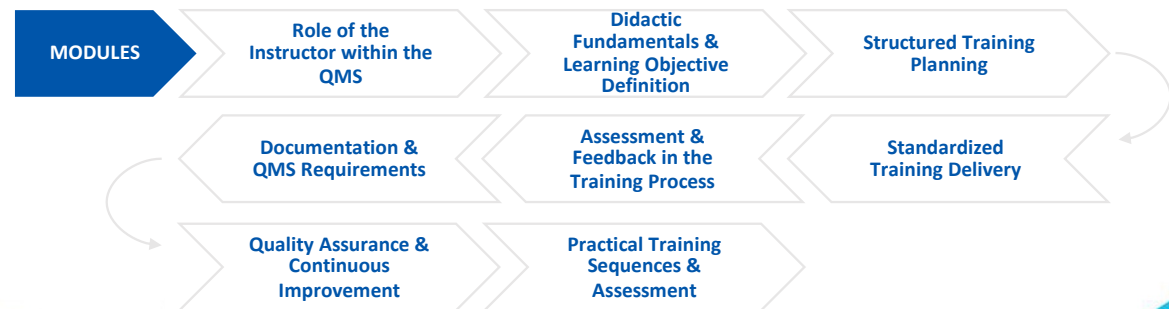 MODULES
Role of the
Instructor within the
QMS
Didactic
Fundamentals &
Learning Objective
Definition
Structured Training
Planning
Standardized
Training Delivery
Assessment &
Feedback in the
Training Process
Documentation &
QMS Requirements
Quality Assurance &
Continuous
Improvement
Practical Training
Sequences &
Assessment